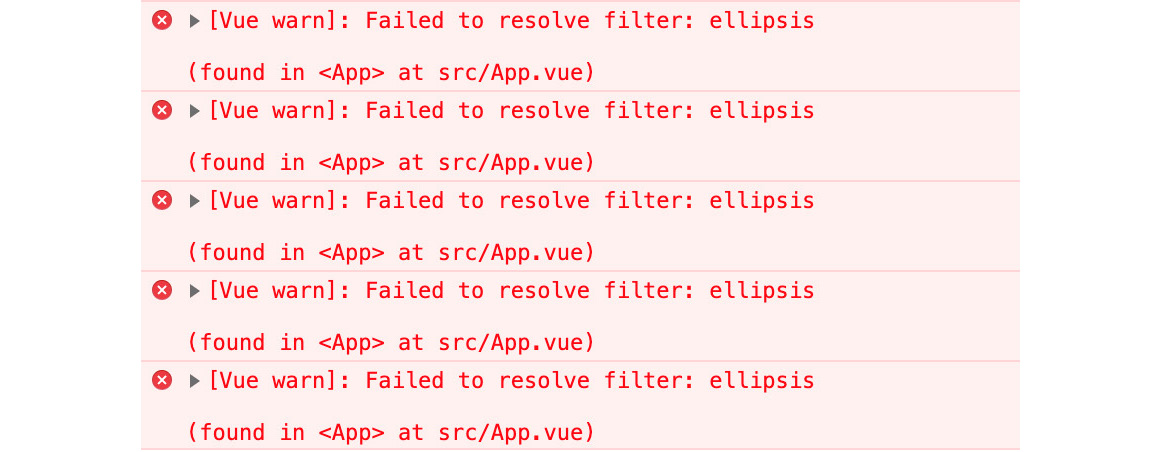 [Vue warn]: Failed to resolve filter: ellipsis
(found in <App> at src/App.vue)
[Vue warn]: Failed to resolve filter: ellipsis
(found in <App> at src/App.vue)
[Vue warn]: Failed to resolve filter: ellipsis
(found in <App> at src/App.vue)
[Vue warn]: Failed to resolve filter: ellipsis
(found in <App> at src/App.vue)
[Vue warn]: Failed to resolve filter: ellipsis
(found in <App> at src/App.vue)